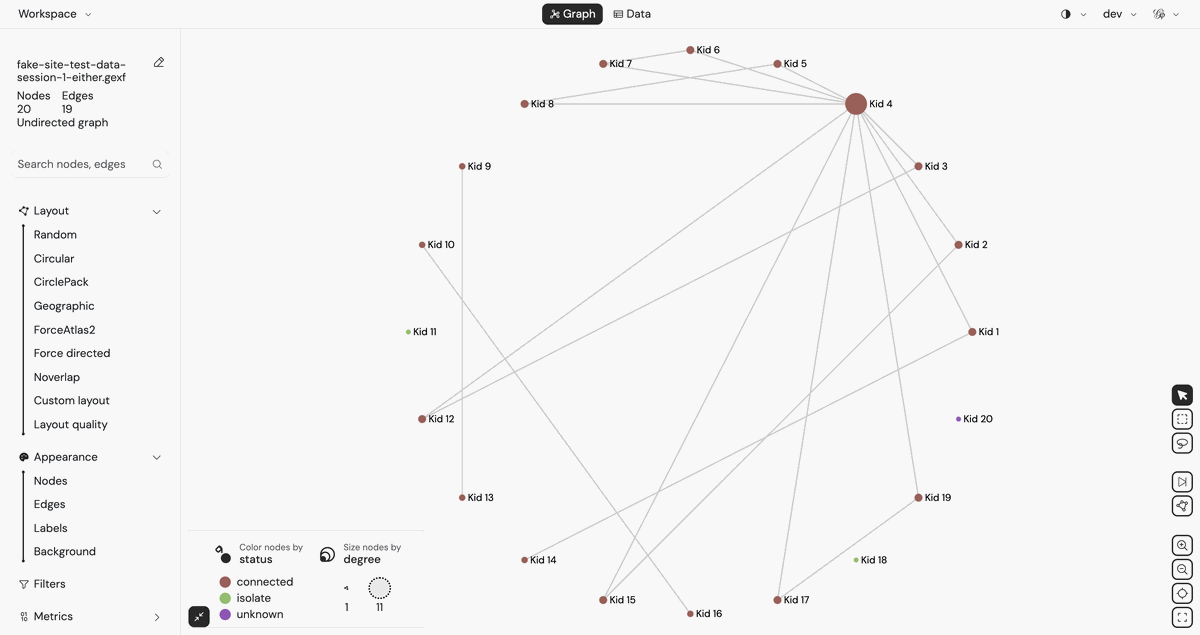 Workspace
Graph
Data
dev
fake-site-test-data-
session-1-either.gexf
Nodes Edges
20 19
Undirected graph
Search nodes, edges
Layout
Random
Circular
CirclePack
Geographic
ForceAtlas2
Force directed
Noverlap
Custom layout
Layout quality
Appearance
Nodes
Edges
Labels
Background
Filters
Metrics
Kid 6
Kid 7
Kid 5
Kid 8
Kid 4
Kid 9
Kid 3
Kid 10
Kid 2
Kid 11
Kid 1
Kid 12
Kid 20
Kid 13
Kid 19
Kid 14
Kid 18
Kid 15
Kid 17
Kid 16
Color nodes by
status
connected
isolate
unknown
Size nodes by
degree
1 11